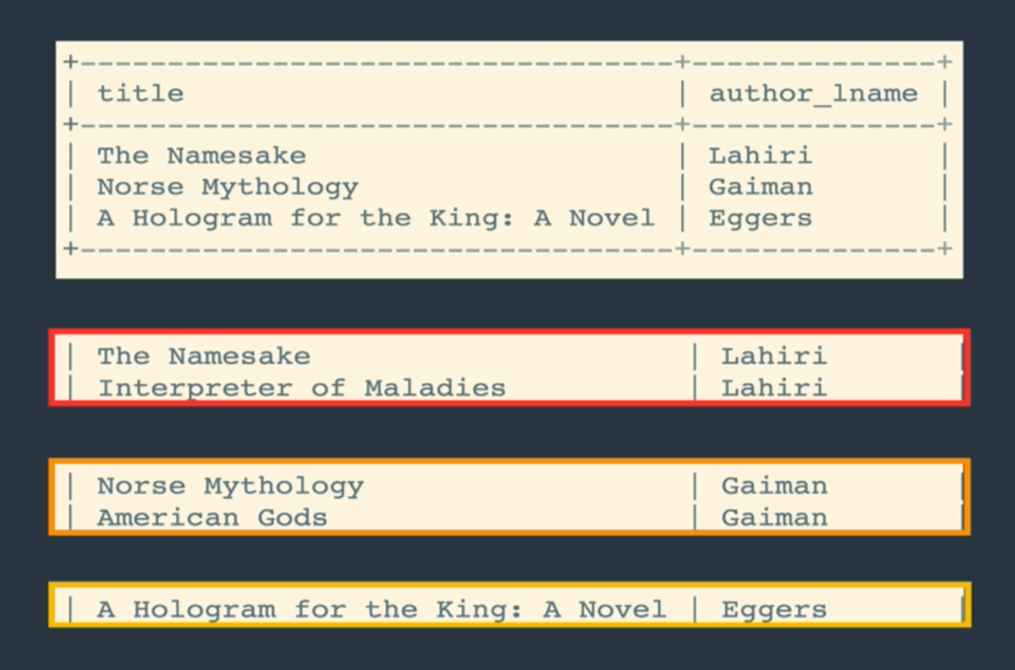 +----------------------------------+--------------+
| title                            | author_lname |
+----------------------------------+--------------+
| The Namesake                     | Lahiri       |
| Norse Mythology                  | Gaiman       |
| A Hologram for the King: A Novel | Eggers       |
+----------------------------------+--------------+
| The Namesake                     | Lahiri       |
| Interpreter of Maladies          | Lahiri       |
| Norse Mythology                  | Gaiman       |
| American Gods                    | Gaiman       |
| A Hologram for the King: A Novel | Eggers       |